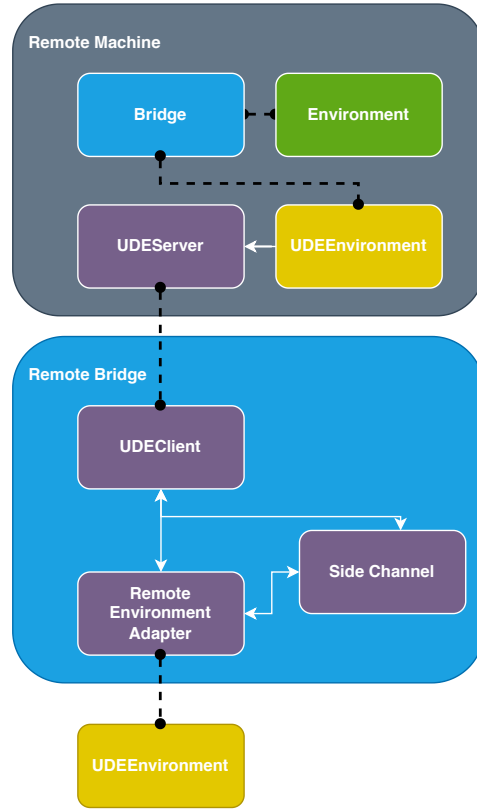 Remote Machine
Bridge
Environment
UDEServer
UDEEnvironment
Remote Bridge
UDEClient
Side Channel
Remote
Environment
Adapter
UDEEnvironment